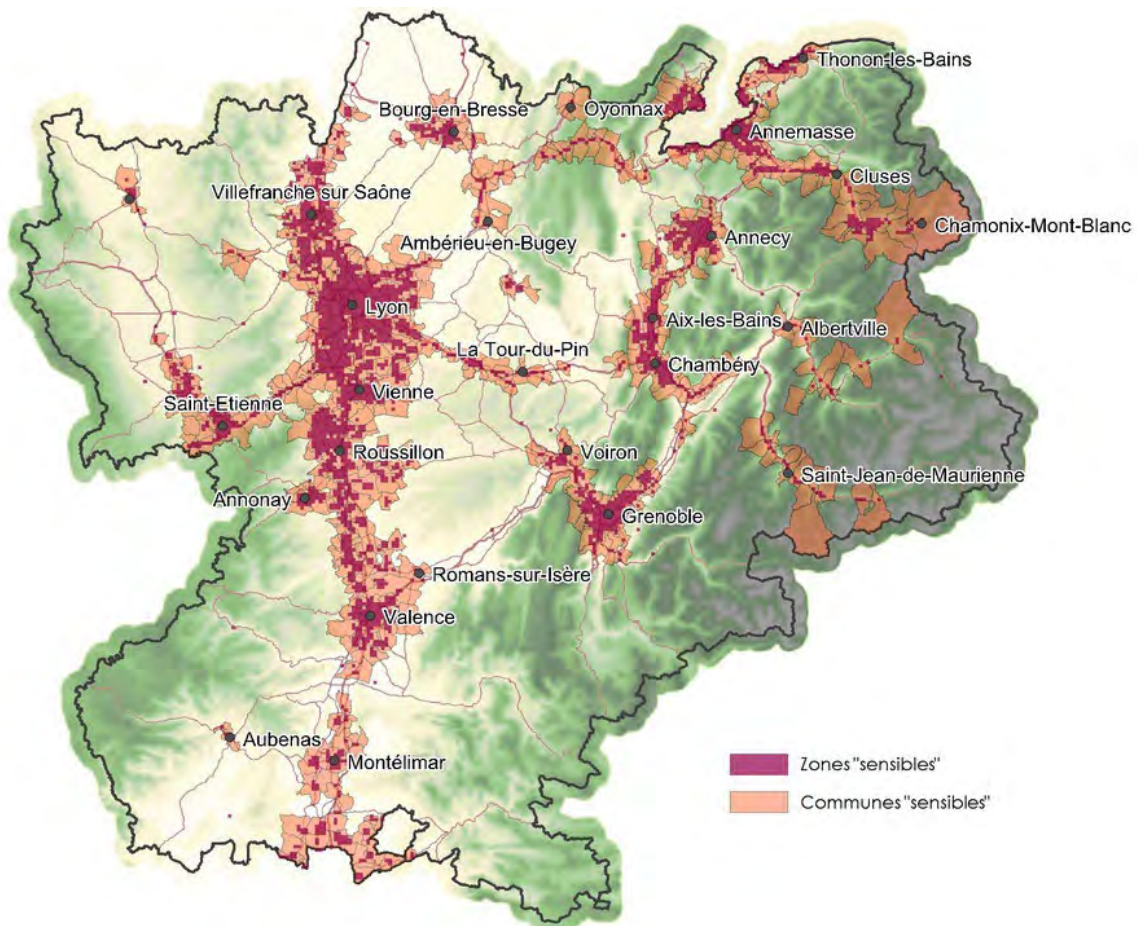 Thonon-les-Bains
Oyonnax
Bourg-en-Bresse
Annemasse
Cluses
Villefranche sur Saône
Chamonix-Mont-Blanc
Ambérieu-en-Bugey
Annecy
Lyon
Aix-les-Bains
Albertville
La Tour-du-Pin
Chambéry
Vienne
Saint-Etienne
Roussillon
Voiron
Saint-Jean-de-Maurienne
Annonay
Grenoble
Romans-sur-Isère
Valence
Aubenas
Montélimar
Zones "sensibles"
Communes "sensibles"